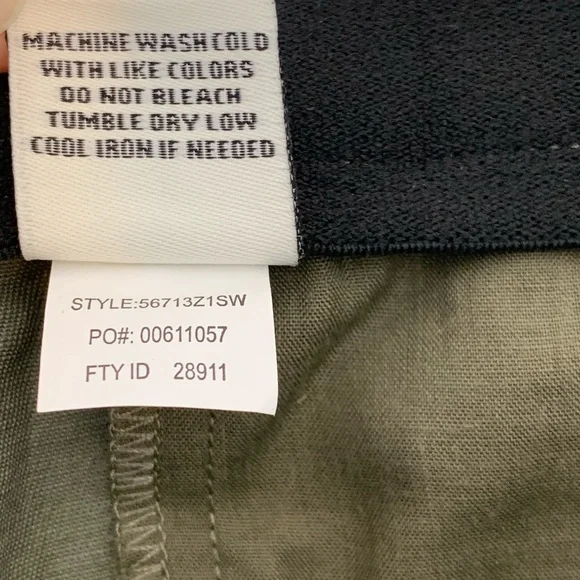 MACHINE WASH COLD
WITH LIKE COLORS
DO NOT BLEACH
TUMBLE DRY LOW
COOL IRON IF NEEDED
STYLE:56713Z1SW
PO#: 00611057
FTY ID 28911